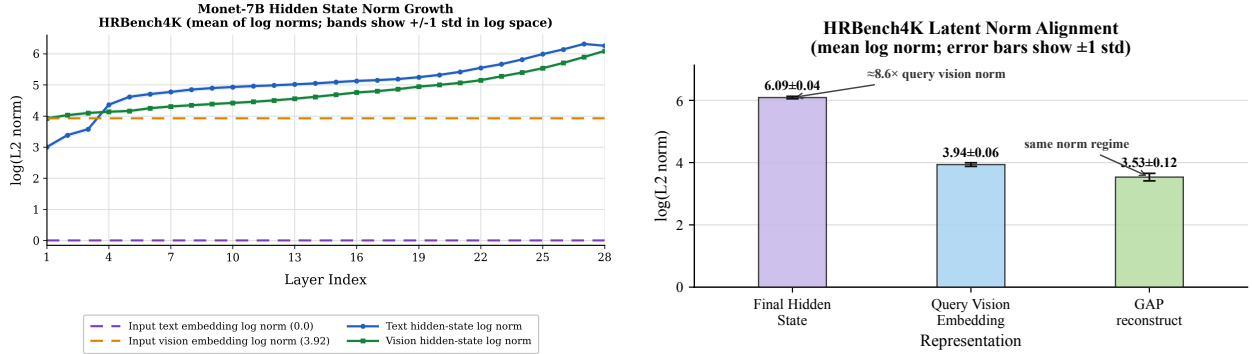 Monet-7B Hidden State Norm Growth
HRBench4K (mean of log norms; bands show +/-1 std in log space)
log(L2 norm)
6
5
4
3
2
1
0
1
4
7
10
13
16
19
22
25
28
Layer Index
Input text embedding log norm (0.0)
Input vision embedding log norm (3.92)
Text hidden-state log norm
Vision hidden-state log norm
HRBench4K Latent Norm Alignment
(mean log norm; error bars show ±1 std)
≈8.6× query vision norm
6.09±0.04
same norm regime
3.94±0.06
3.53±0.12
log(L2 norm)
6
4
2
0
Final Hidden
State
Query Vision
Embedding
GAP
reconstruct
Representation